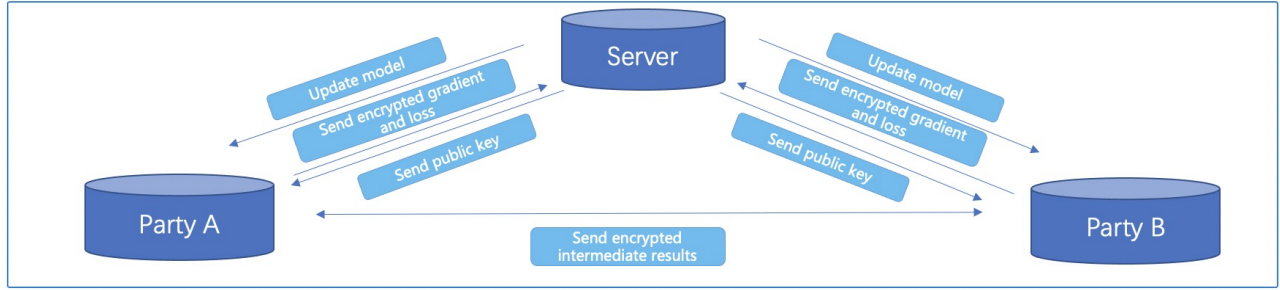 Server
Update model
Send encrypted gradient
and loss
Send public key
Update model
Send encrypted gradient
and loss
Send public key
Party A
Send encrypted
intermediate results
Party B